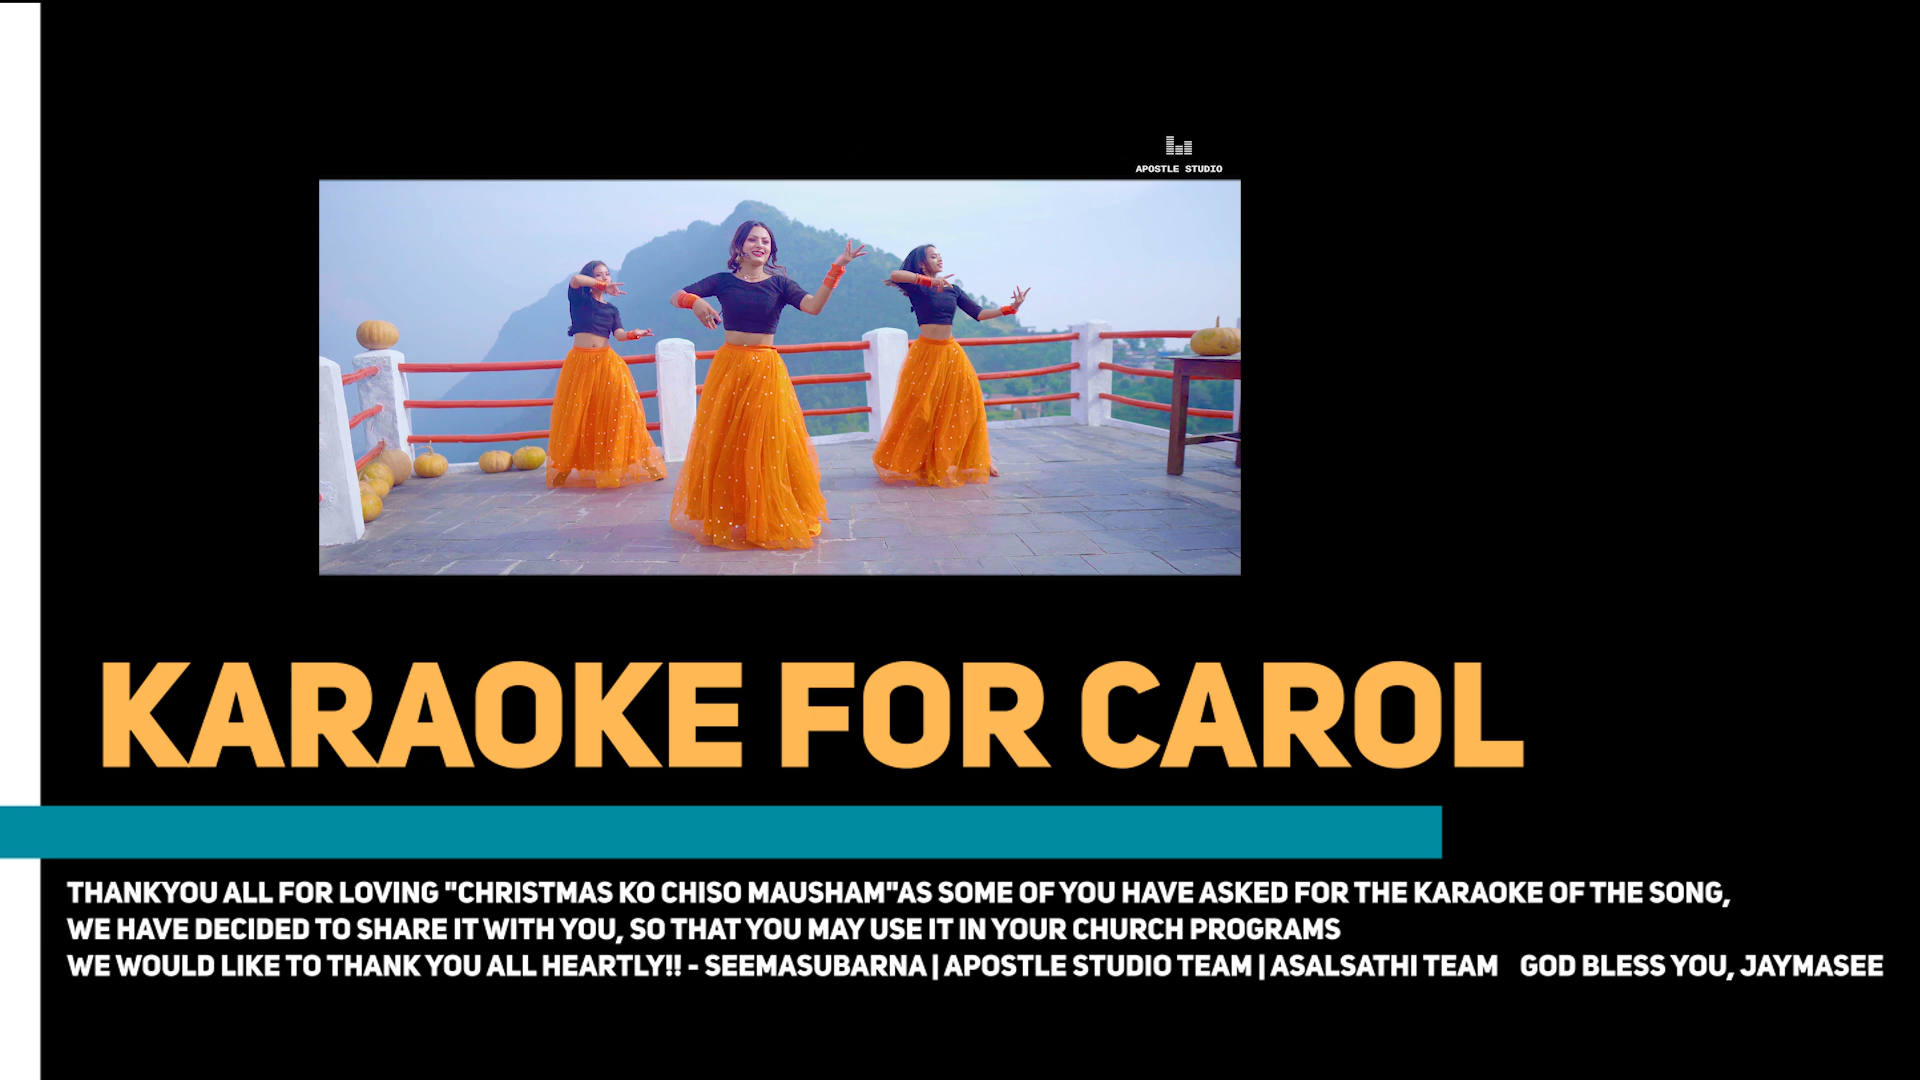 APOSTLE STUDIO
KARAOKE FOR CAROL
THANKYOU ALL FOR LOVING "CHRISTMAS KO CHISO MAUSHAM"AS SOME OF YOU HAVE ASKED FOR THE KARAOKE OF THE SONG,
WE HAVE DECIDED TO SHARE IT WITH YOU, SO THAT YOU MAY USE IT IN YOUR CHURCH PROGRAMS
WE WOULD LIKE TO THANK YOU ALL HEARTLY!! - SEEMASUBARNA | APOSTLE STUDIO TEAM | ASALSATHI TEAM GOD BLESS YOU, JAYMASEE